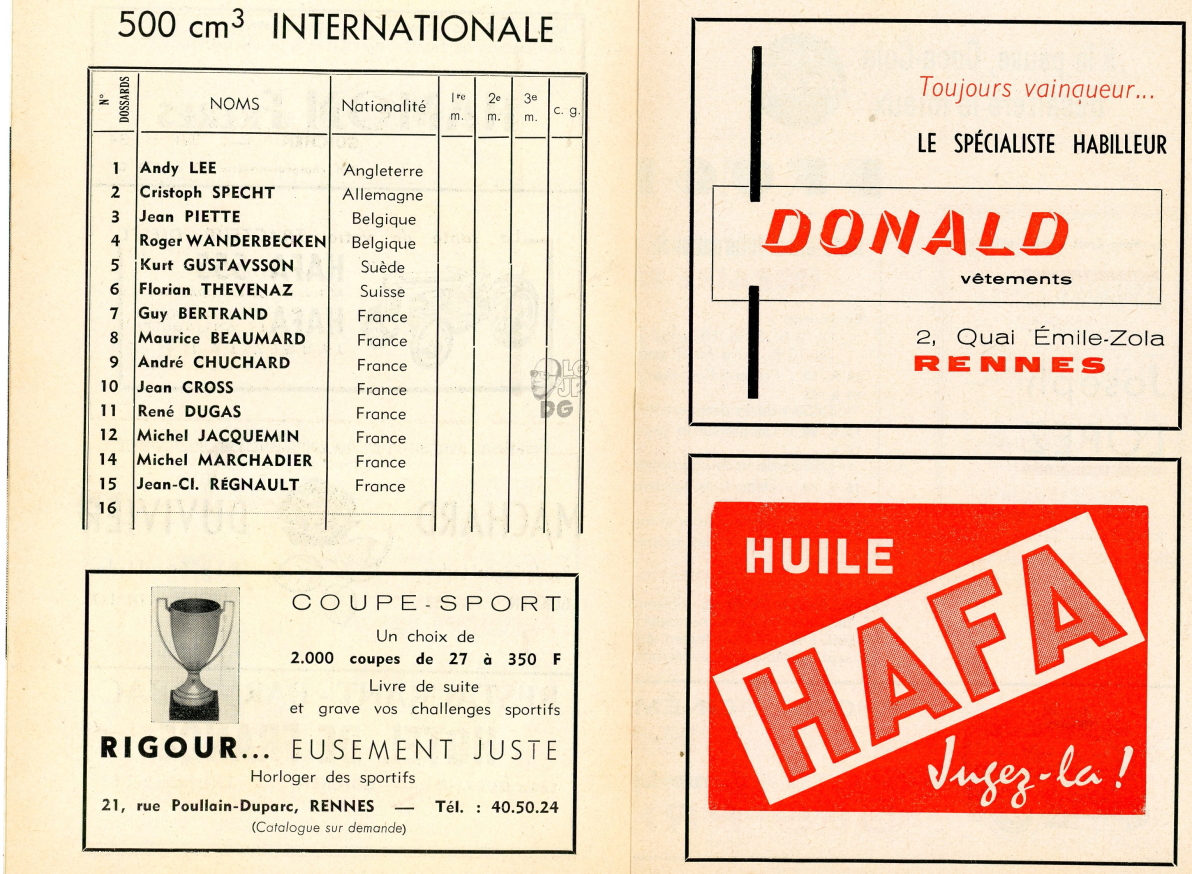 500 cm³ INTERNATIONALE
N° DOSSARDS NOMS Nationalité 1re m. 2e m. 3e m. c. g.
1 Andy LEE Angleterre
2 Cristoph SPECHT Allemagne
3 Jean PIETTE Belgique
4 Roger WANDERBECKEN Belgique
5 Kurt GUSTAVSSON Suède
6 Florian THEVENAZ Suisse
7 Guy BERTRAND France
8 Maurice BEAUMARD France
9 André CHUCHARD France
10 Jean CROSS France
11 René DUGAS France
12 Michel JACQUEMIN France
14 Michel MARCHADIER France
15 Jean-Cl. RÉGNAULT France
16
LG
JP
DG
COUPE-SPORT
Un choix de
2.000 coupes de 27 à 350 F
Livre de suite
et grave vos challenges sportifs
RIGOUR... EUSEMENT JUSTE
Horloger des sportifs
21, rue Poullain-Duparc, RENNES — Tél. : 40.50.24
(Catalogue sur demande)
Toujours vainqueur...
LE SPÉCIALISTE HABILLEUR
DONALD
vêtements
2, Quai Émile-Zola
RENNES
HUILE
HAFA
Jugez-la !